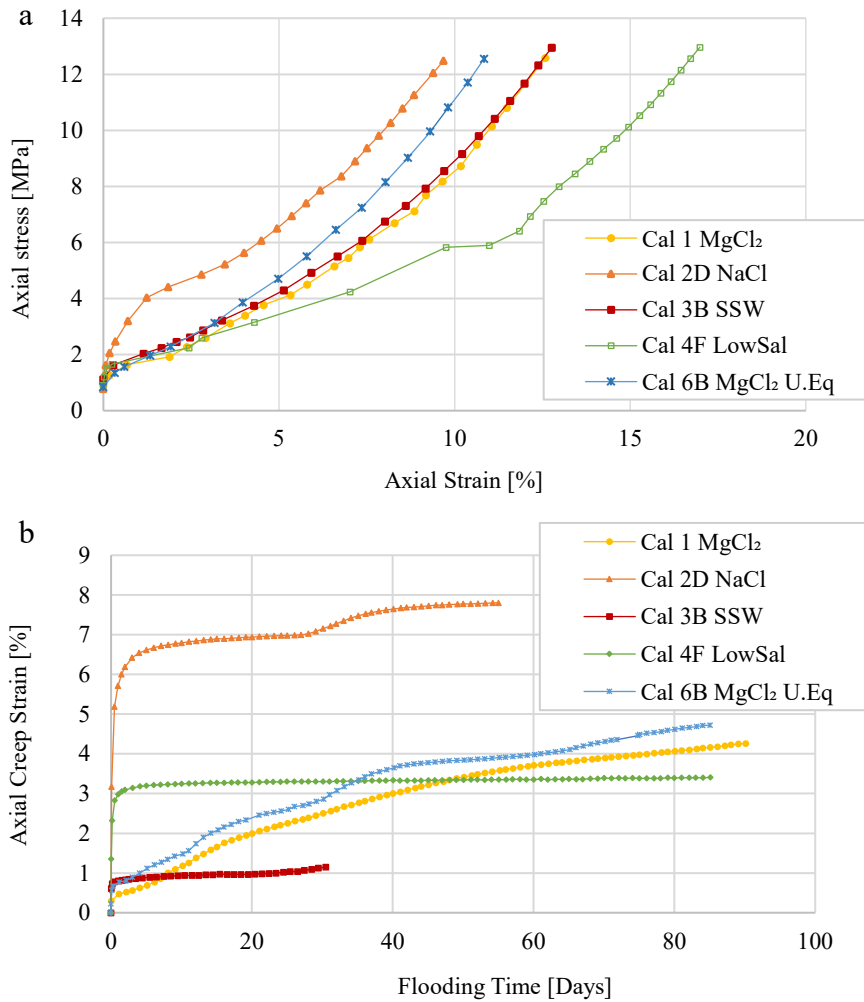 a
14
12
10
8
6
4
2
0
Axial stress [MPa]
0
5
10
15
20
Axial Strain [%]
Cal 1 MgCl₂
Cal 2D NaCl
Cal 3B SSW
Cal 4F LowSal
Cal 6B MgCl₂ U.Eq
b
9
8
7
6
5
4
3
2
1
0
Axial Creep Strain [%]
0
20
40
60
80
100
Flooding Time [Days]
Cal 1 MgCl₂
Cal 2D NaCl
Cal 3B SSW
Cal 4F LowSal
Cal 6B MgCl₂ U.Eq